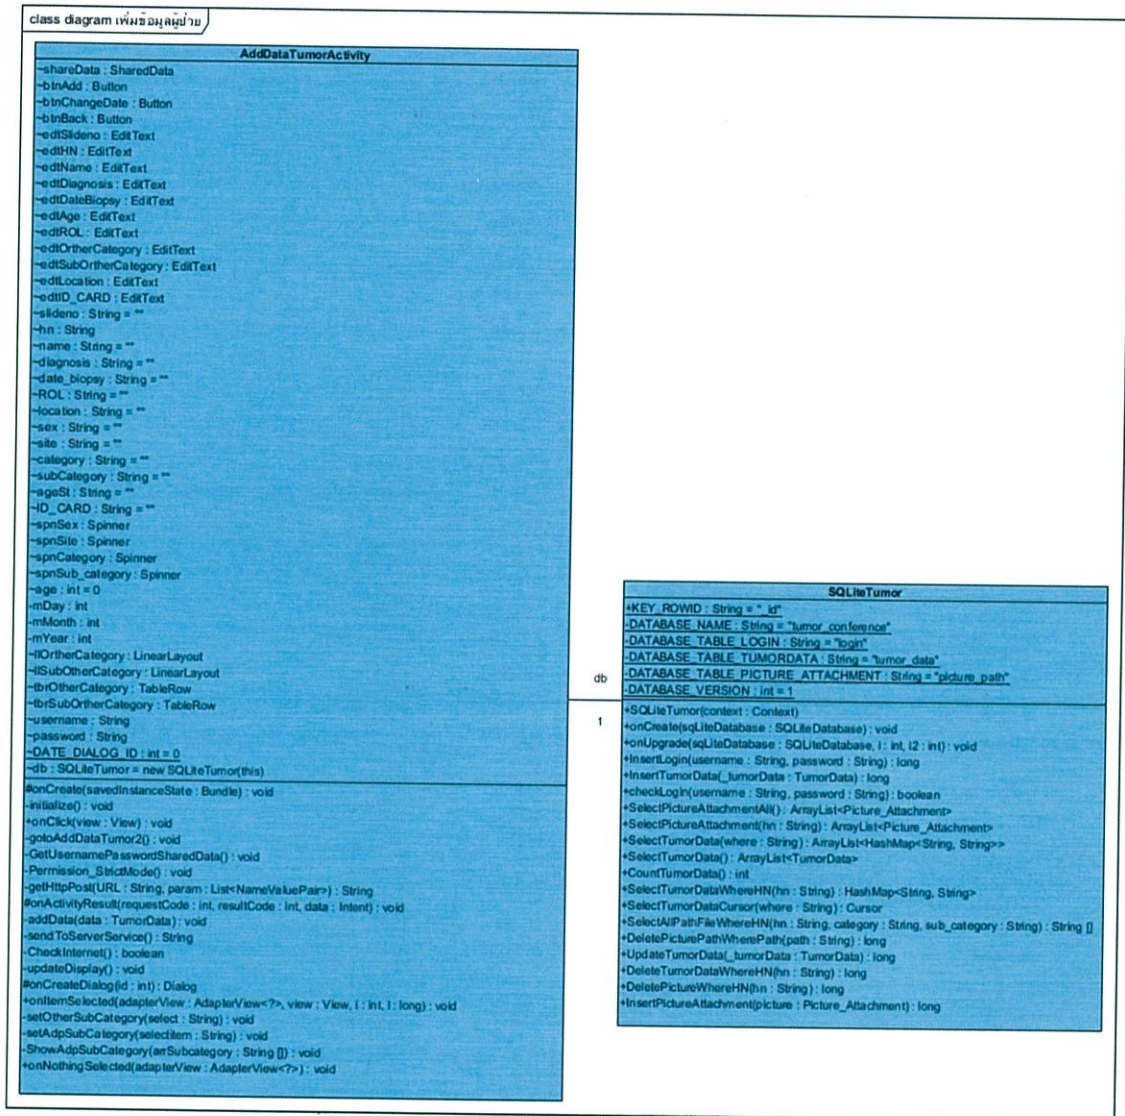 class diagram เพิ่มข้อมูลผู้ป่วย
AddDataTumorActivity
~shareData : SharedData
~btnAdd : Button
~btnChangeDate : Button
~btnBack : Button
~edtSlideno : EditText
~edtHN : EditText
~edtName : EditText
~edtDiagnosis : EditText
~edtDateBiopsy : EditText
~edtAge : EditText
~edtROL : EditText
~edtOrtherCategory : EditText
~edtSubOrtherCategory : EditText
~edtLocation : EditText
~edtID_CARD : EditText
~slideno : String = ""
~hn : String
~name : String = ""
~diagnosis : String = ""
~date_biopsy : String = ""
~ROL : String = ""
~location : String = ""
~sex : String = ""
~site : String = ""
~category : String = ""
~subCategory : String = ""
~ageSt : String = ""
~ID_CARD : String = ""
~spnSex : Spinner
~spnSite : Spinner
~spnCategory : Spinner
~spnSub_category : Spinner
~age : int = 0
-mDay : int
-mMonth : int
-mYear : int
~llOrtherCategory : LinearLayout
~llSubOtherCategory : LinearLayout
~tbrOtherCategory : TableRow
~tbrSubOrtherCategory : TableRow
~username : String
~password : String
~DATE_DIALOG_ID : int = 0
~db : SQLiteTumor = new SQLiteTumor(this)
#onCreate(savedInstanceState : Bundle) : void
-initialize() : void
+onClick(view : View) : void
-gotoAddDataTumor2() : void
-GetUsernamePasswordSharedData() : void
-Permission_StrictMode() : void
-getHttpPost(URL : String, param : List<NameValuePair>) : String
#onActivityResult(requestCode : int, resultCode : int, data : Intent) : void
-addData(data : TumorData) : void
-sendToServerService() : String
-CheckInternet() : boolean
-updateDisplay() : void
#onCreateDialog(id : int) : Dialog
+onItemSelected(adapterView : AdapterView<?>, view : View, i : int, l : long) : void
-setOtherSubCategory(select : String) : void
-setAdpSubCategory(selectitem : String) : void
-ShowAdpSubCategory(arrSubcategory : String []) : void
+onNothingSelected(adapterView : AdapterView<?>) : void
db
1
SQLiteTumor
+KEY_ROWID : String = "_id"
-DATABASE_NAME : String = "tumor_conference"
-DATABASE_TABLE_LOGIN : String = "login"
-DATABASE_TABLE_TUMORDATA : String = "tumor_data"
-DATABASE_TABLE_PICTURE_ATTACHMENT : String = "picture_path"
-DATABASE_VERSION : int = 1
+SQLiteTumor(context : Context)
+onCreate(sqLiteDatabase : SQLiteDatabase) : void
+onUpgrade(sqLiteDatabase : SQLiteDatabase, i : int, i2 : int) : void
+InsertLogin(username : String, password : String) : long
+InsertTumorData(_tumorData : TumorData) : long
+checkLogin(username : String, password : String) : boolean
+SelectPictureAttachmentAll() : ArrayList<Picture_Attachment>
+SelectPictureAttachment(hn : String) : ArrayList<Picture_Attachment>
+SelectTumorData(where : String) : ArrayList<HashMap<String, String>>
+SelectTumorData() : ArrayList<TumorData>
+CountTumorData() : int
+SelectTumorDataWhereHN(hn : String) : HashMap<String, String>
+SelectTumorDataCursor(where : String) : Cursor
+SelectAllPathFileWhereHN(hn : String, category : String, sub_category : String) : String []
+DeletePicturePathWherePath(path : String) : long
+UpdateTumorData(_tumorData : TumorData) : long
+DeleteTumorDataWhereHN(hn : String) : long
+DeletePictureWhereHN(hn : String) : long
+InsertPictureAttachment(picture : Picture_Attachment) : long